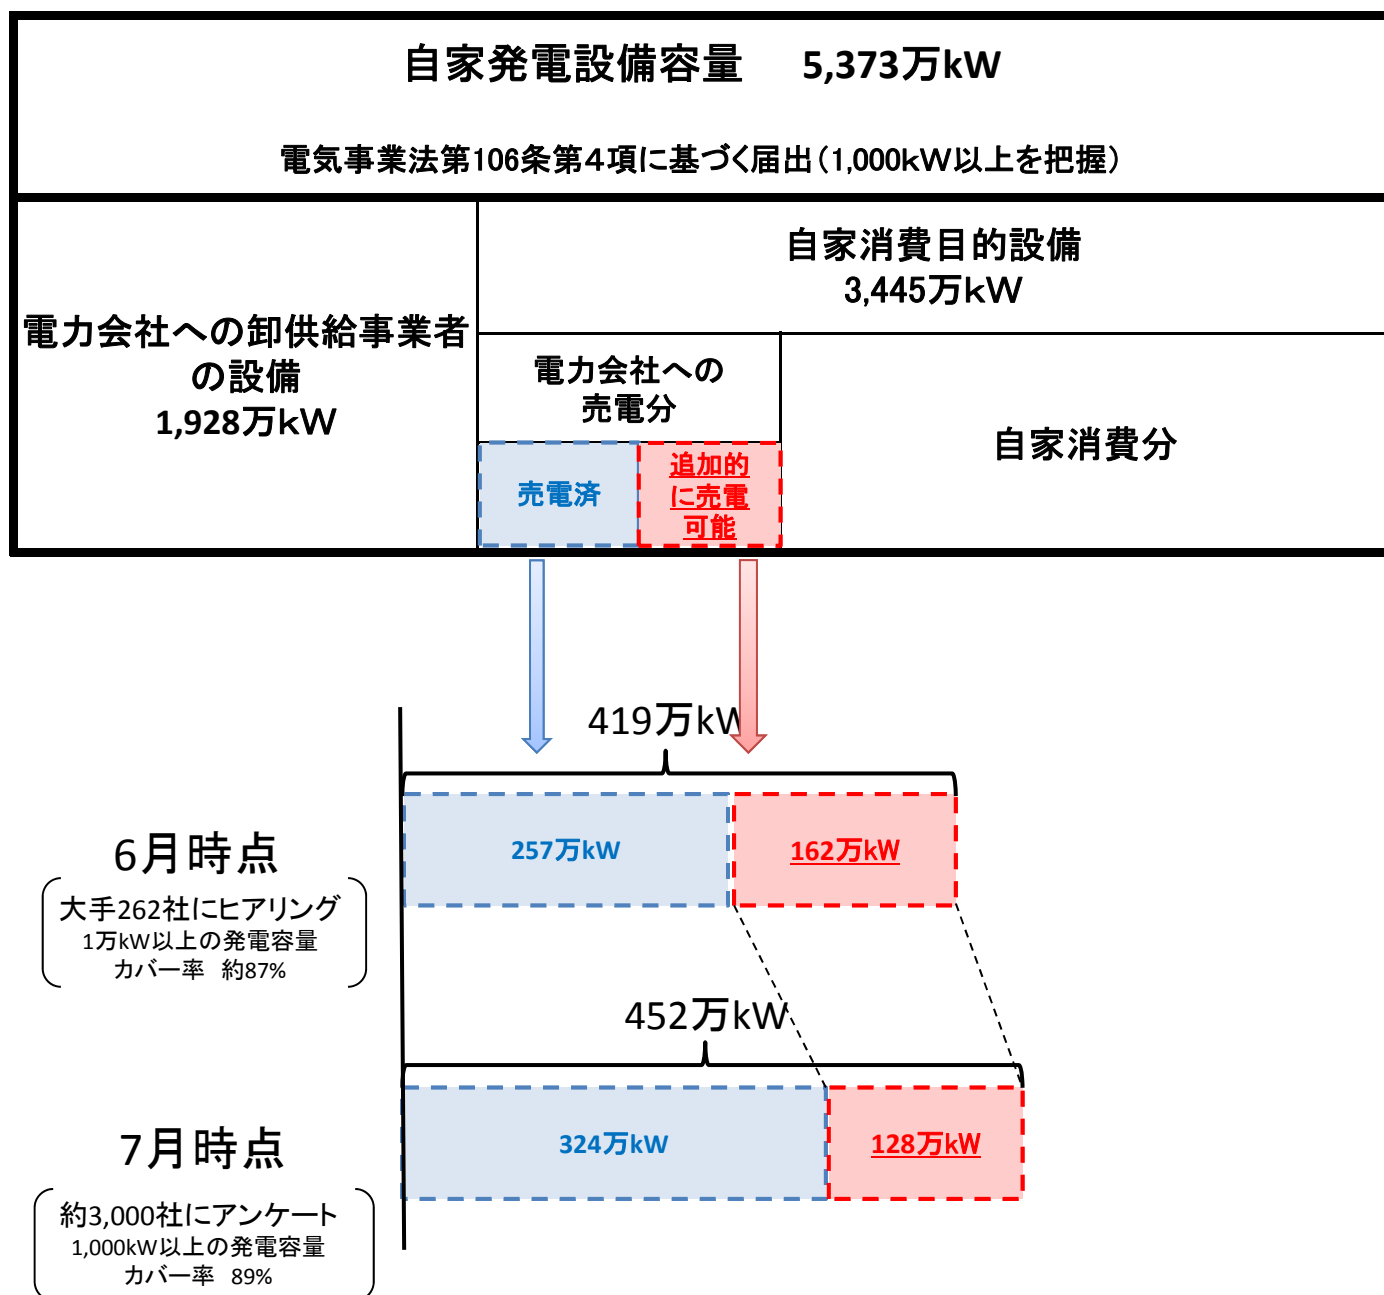 自家発電設備容量　5,373万kW
電気事業法第106条第4項に基づく届出(1,000kW以上を把握)
電力会社への卸供給事業者
の設備
1,928万kW
自家消費目的設備
3,445万kW
電力会社への
売電分
売電済
追加的
に売電
可能
自家消費分
419万kW
6月時点
大手262社にヒアリング
1万kW以上の発電容量
カバー率　約87%
257万kW
162万kW
452万kW
7月時点
約3,000社にアンケート
1,000kW以上の発電容量
カバー率　89%
324万kW
128万kW